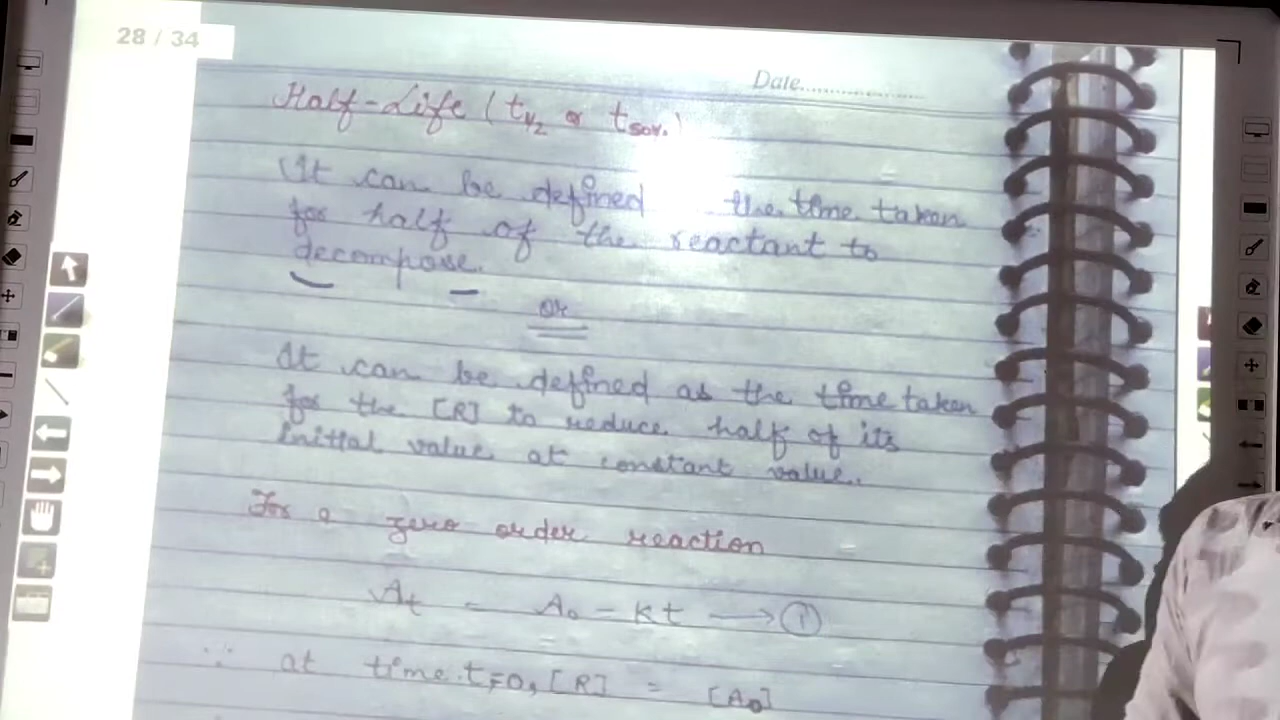 28 / 34
Date....................
Half-Life ( t1/2 or t50%. )
It can be defined the time taken
for half of the reactant to
decompose.
or
It can be defined as the time taken
for the [R] to reduce half of its
initial value at constant value.
For a zero order reaction
At = A0 - Kt → ①
∵ at time t=0, [R] = [A0]